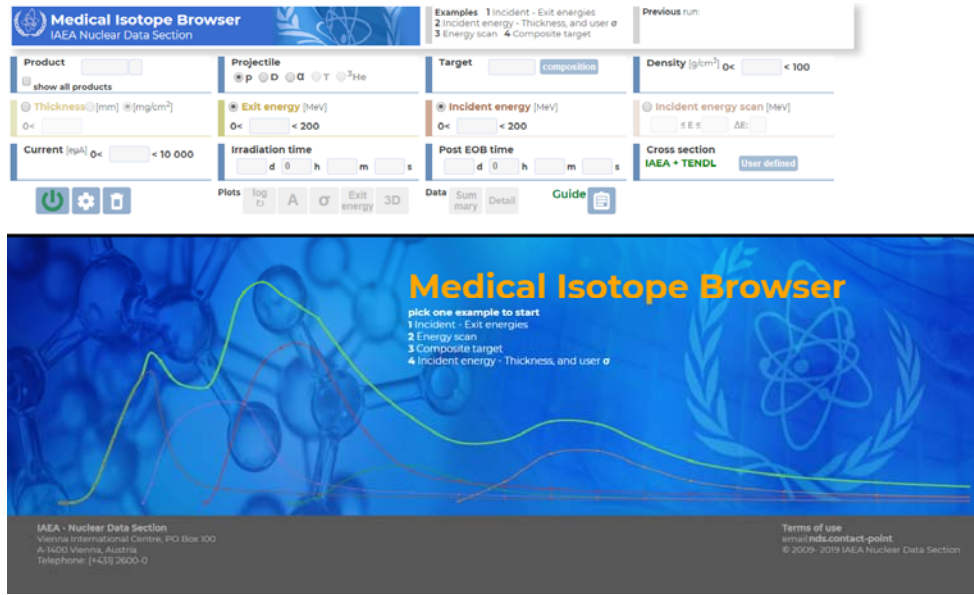 Medical Isotope Browser
IAEA Nuclear Data Section
Examples 1 Incident - Exit energies
2 Incident energy - Thickness, and user σ
3 Energy scan 4 Composite target
Previous run:
Product
show all products
Projectile
p D α T ³He
Target composition
Density [g/cm³] 0< < 100
Thickness [mm] [mg/cm²]
0<
Exit energy [MeV]
0< < 200
Incident energy [MeV]
0< < 200
Incident energy scan [MeV]
≤ E ≤ ΔE:
Current [eμA] 0< < 10 000
Irradiation time
d 0 h m s
Post EOB time
d 0 h m s
Cross section
IAEA + TENDL User defined
Plots log ↻ A σ Exit energy 3D
Data Sum mary Detail
Guide
Medical Isotope Browser
pick one example to start
1 Incident - Exit energies
2 Energy scan
3 Composite target
4 Incident energy - Thickness, and user σ
IAEA - Nuclear Data Section
Vienna International Centre, PO Box 100
A-1400 Vienna, Austria
Telephone: (+431) 2600-0
Terms of use
email:nds.contact-point
© 2009- 2019 IAEA Nuclear Data Section